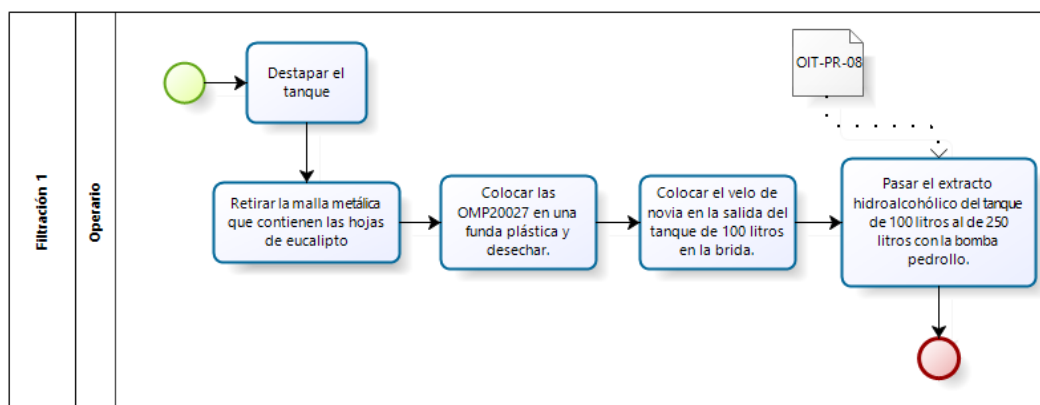 Filtración 1
Operario
Destapar el
tanque
OIT-PR-08
Retirar la malla metálica
que contienen las hojas
de eucalipto
Colocar las
OMP20027 en una
funda plástica y
desechar.
Colocar el velo de
novia en la salida del
tanque de 100 litros
en la brida.
Pasar el extracto
hidroalcohólico del tanque
de 100 litros al de 250
litros con la bomba
pedrollo.